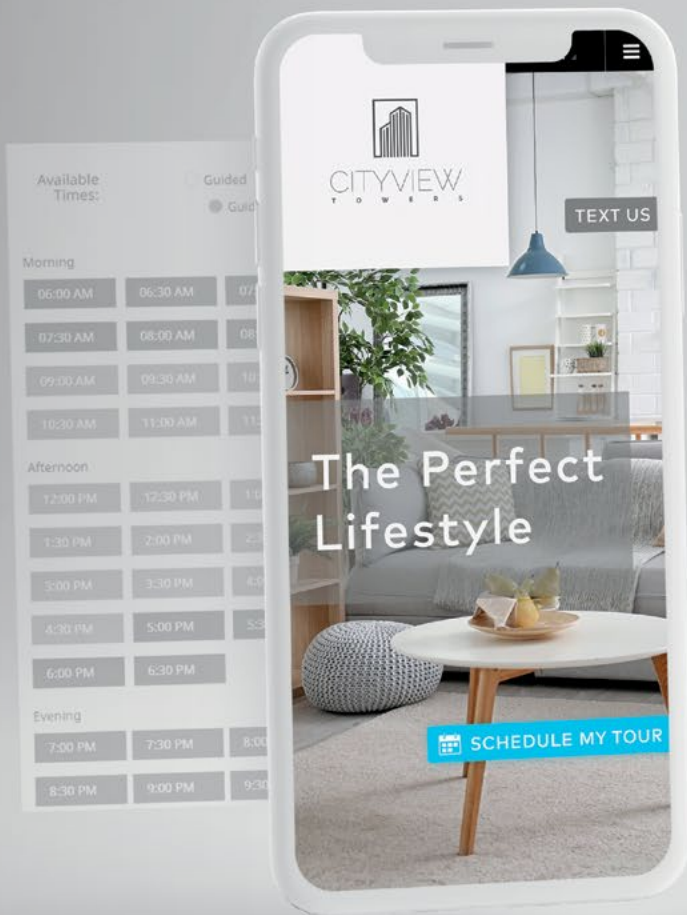 Available
Times:
Guided
Morning
06:00 AM 06:30 AM
07:30 AM 08:00 AM
09:00 AM 09:30 AM
10:30 AM 11:00 AM
Afternoon
12:00 PM 12:30 PM
1:30 PM 2:00 PM
3:00 PM 3:30 PM
4:30 PM 5:00 PM
6:00 PM 6:30 PM
Evening
7:00 PM 7:30 PM
8:30 PM 9:00 PM
CITYVIEW
TOWERS
TEXT US
The Perfect
Lifestyle
SCHEDULE MY TOUR